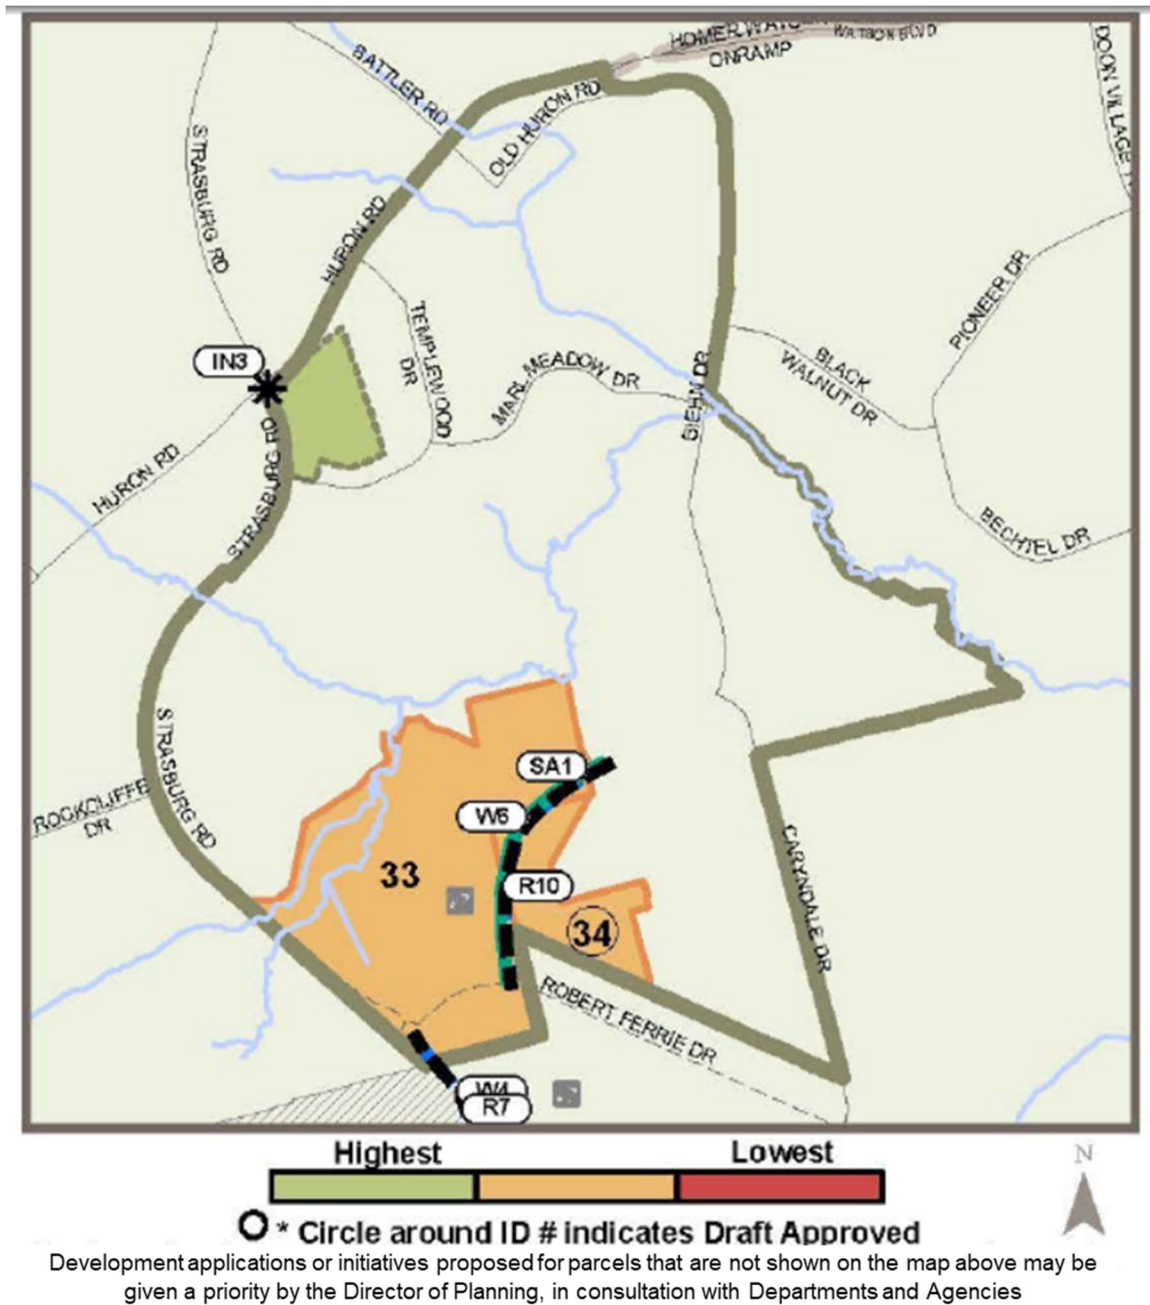 HOMER WATSON
WATSON BLVD
ONRAMP
BATTLER RD
OLD HURON RD
DOON VILLAGE
STRASBURG RD
HURON RD
PIONEER DR
TEMPLEWOOD
DR
IN3
MARL MEADOW DR
BLACK
WALNUT DR
BIEHN DR
STRASBURG RD
HURON RD
BECHTEL DR
STRASBURG RD
SA1
ROCKCLIFFE
DR
W6
CARYNDALE DR
33
R10
34
ROBERT FERRIE DR
W4
R7
Highest
Lowest
N
* Circle around ID # indicates Draft Approved
Development applications or initiatives proposed for parcels that are not shown on the map above may be
given a priority by the Director of Planning, in consultation with Departments and Agencies